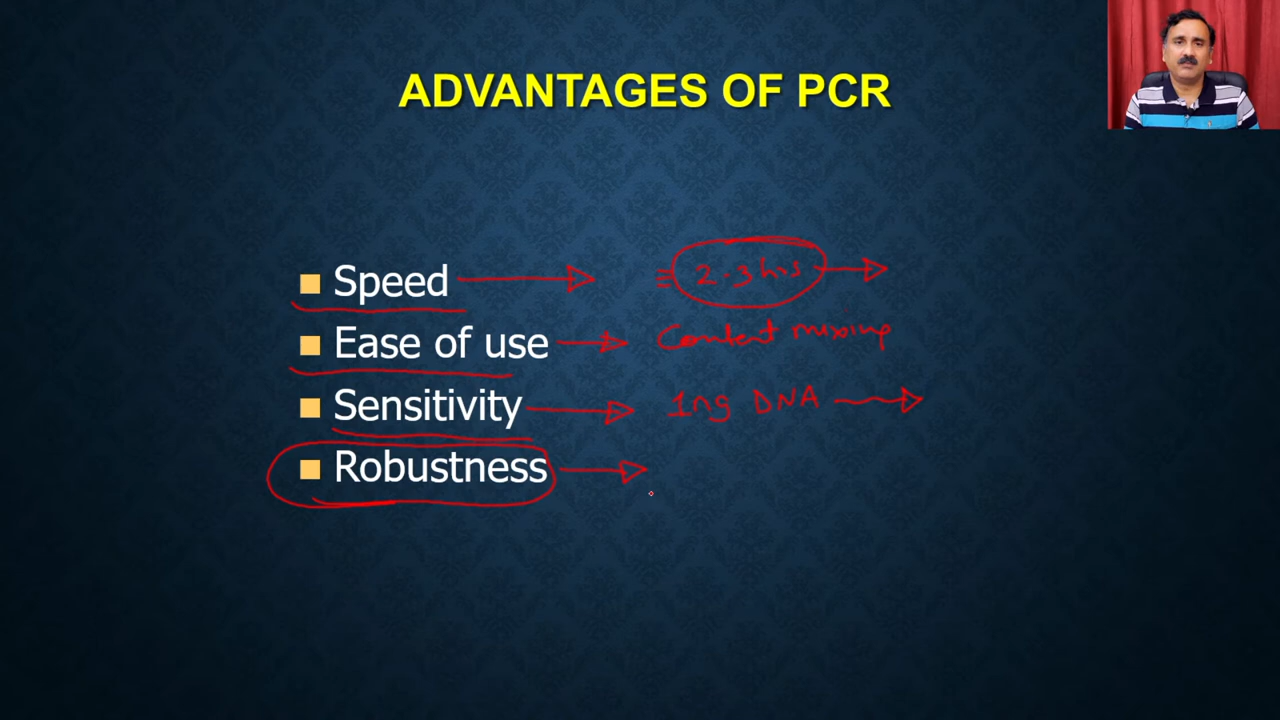 ADVANTAGES OF PCR
Speed ≡ 2-3 hrs
Ease of use Content mixing
Sensitivity 1ng DNA
Robustness